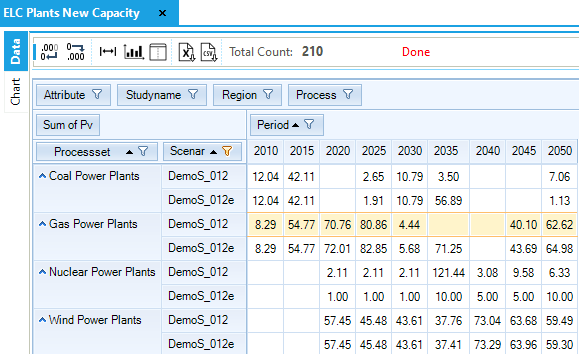 ELC Plants New Capacity ×
Data
Chart
.000 0.000 CSV Total Count: 210 Done
Attribute Studyname Region Process
Sum of Pv Period
Processset Scenar 2010 2015 2020 2025 2030 2035 2040 2045 2050
Coal Power Plants DemoS_012 12.04 42.11 2.65 10.79 3.50 7.06
DemoS_012e 12.04 42.11 1.91 10.79 56.89 1.13
Gas Power Plants DemoS_012 8.29 54.77 70.76 80.86 4.44 40.10 62.62
DemoS_012e 8.29 54.77 72.01 82.85 5.68 71.25 43.69 64.98
Nuclear Power Plants DemoS_012 2.11 2.11 2.11 121.44 3.08 9.58 6.33
DemoS_012e 1.00 1.00 1.00 10.00 5.00 5.00 10.00
Wind Power Plants DemoS_012 57.45 45.48 43.61 37.76 73.04 63.68 59.49
DemoS_012e 57.45 45.48 43.61 37.41 73.29 63.96 59.30